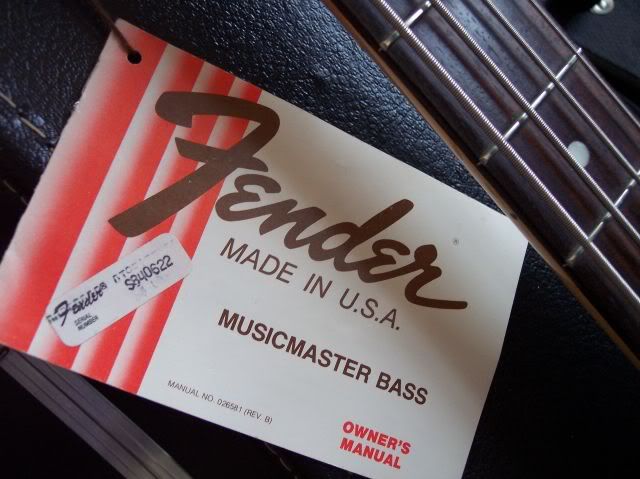 Fender®
MADE IN U.S.A.
MUSICMASTER BASS
MANUAL NO. 026581 (REV. B)
OWNER'S
MANUAL
S840622
Fender®
SERIAL
NUMBER